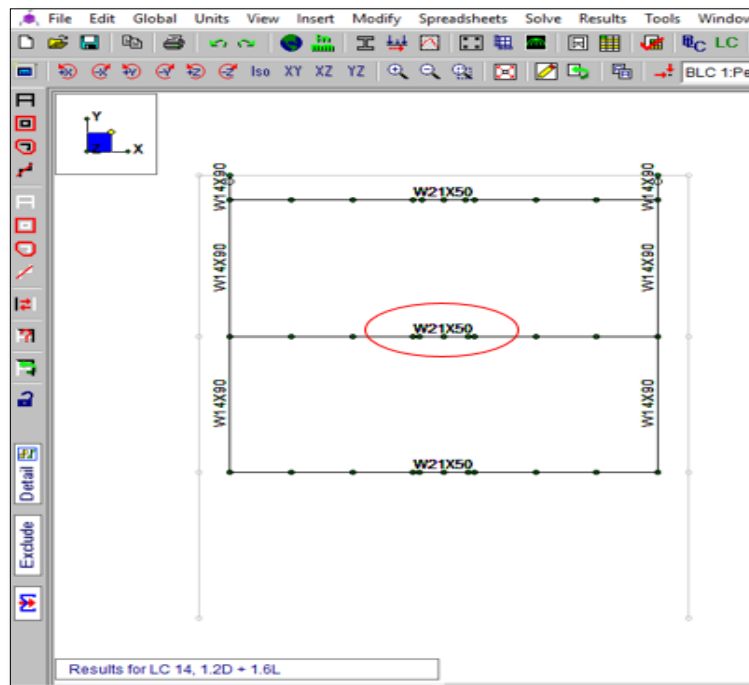 File Edit Global Units View Insert Modify Spreadsheets Solve Results Tools Window
C LC
+X -X +Y -Y +Z -Z Iso XY XZ YZ BLC 1:Pe
Y
Z X
W14X90 W21X50 W14X90
W14X90 W14X90
W21X50
W14X90 W14X90
W21X50
Detail
Exclude
Results for LC 14, 1.2D + 1.6L